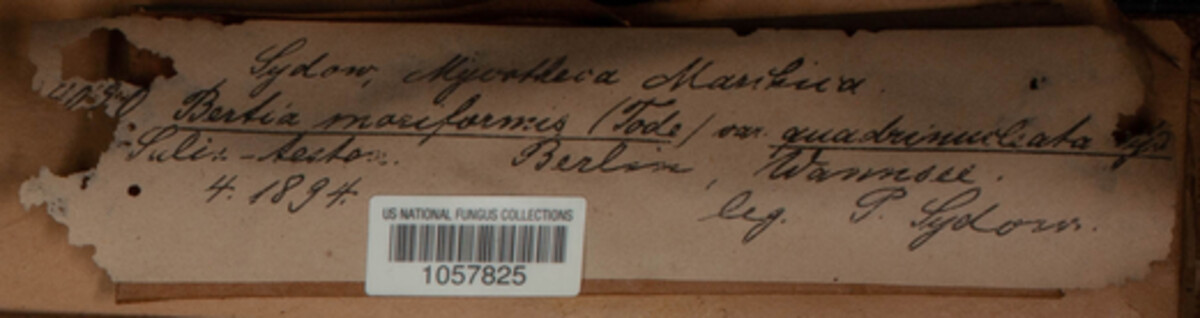 Sydow, Mycotheca Marchica.
Bertia moriformis (Tode) var. quadrinucleata
Salix-Aeste. Berlin, Wannsee.
4. 1894. leg. P. Sydow.
US NATIONAL FUNGUS COLLECTIONS
1057825